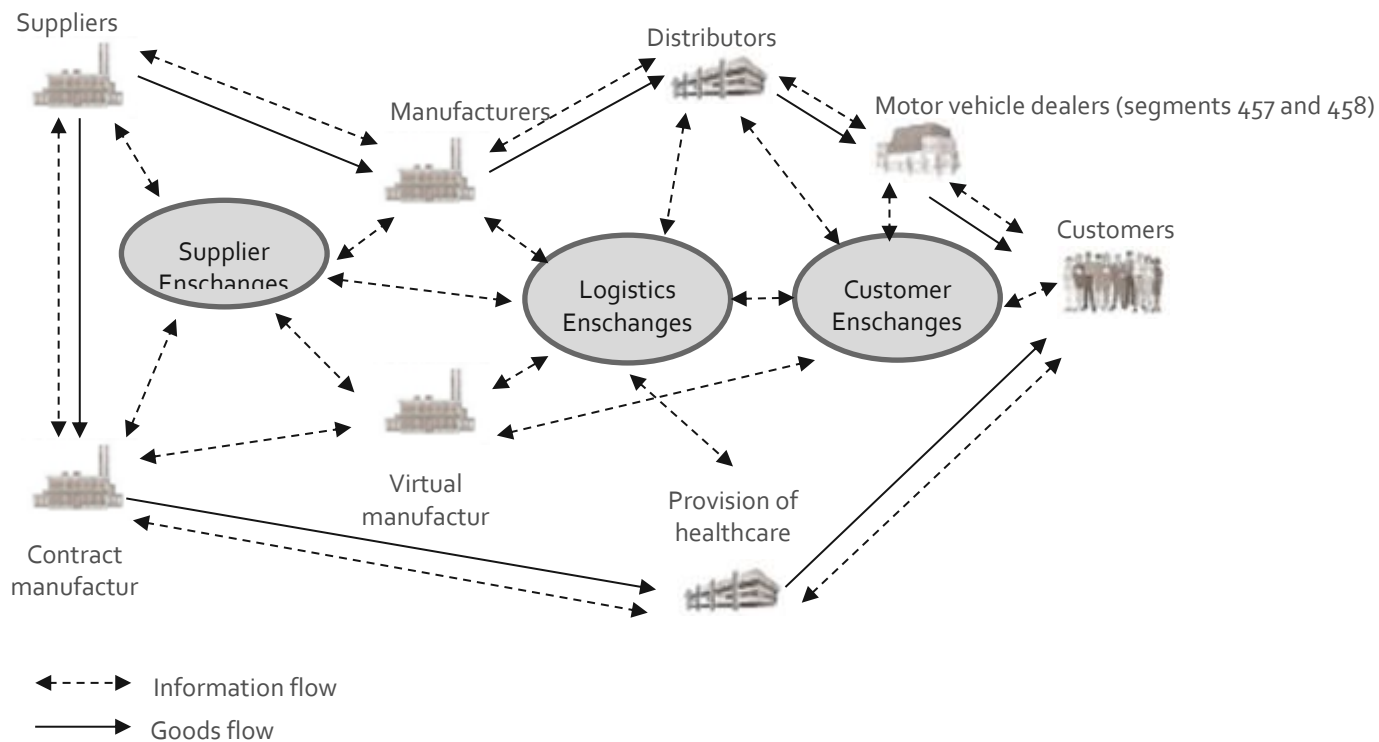 Suppliers
Distributors
Manufacturers
Motor vehicle dealers (segments 457 and 458)
Customers
Supplier
Enschanges
Logistics
Enschanges
Customer
Enschanges
Virtual
manufactur
Provision of
healthcare
Contract
manufactur
Information flow
Goods flow